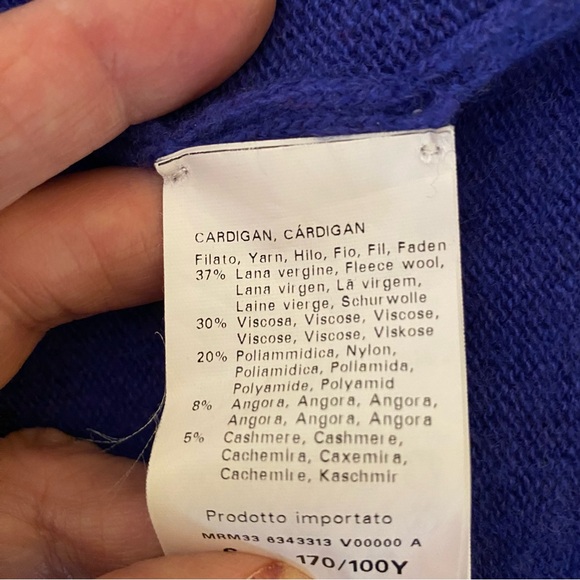 CARDIGAN, CÁRDIGAN
Filato, Yarn, Hilo, Fio, Fil, Faden
37% Lana vergine, Fleece wool,
Lana virgen, Lã virgem,
Laine vierge, Schurwolle
30% Viscosa, Viscose, Viscose,
Viscose, Viscose, Viskose
20% Poliammidica, Nylon,
Poliamidica, Poliamida,
Polyamide, Polyamid
8% Angora, Angora, Angora,
Angora, Angora, Angora
5% Cashmere, Cashmere,
Cachemira, Caxemira,
Cachemire, Kaschmir
Prodotto importato
MRM33 6343313 V00000 A
170/100Y